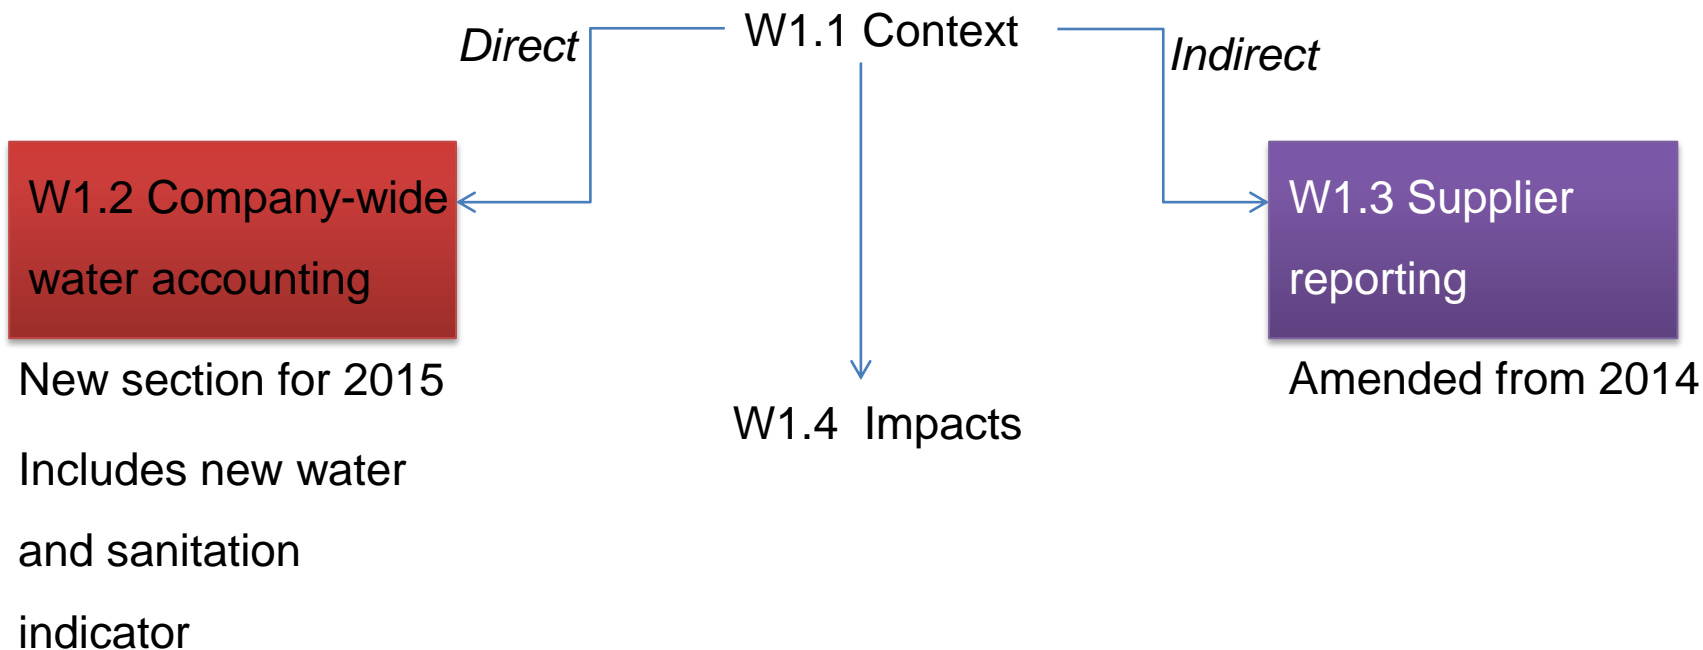 W1.1 Context
Direct
Indirect
W1.2 Company-wide
water accounting
W1.3 Supplier
reporting
New section for 2015
Includes new water
and sanitation
indicator
Amended from 2014
W1.4 Impacts